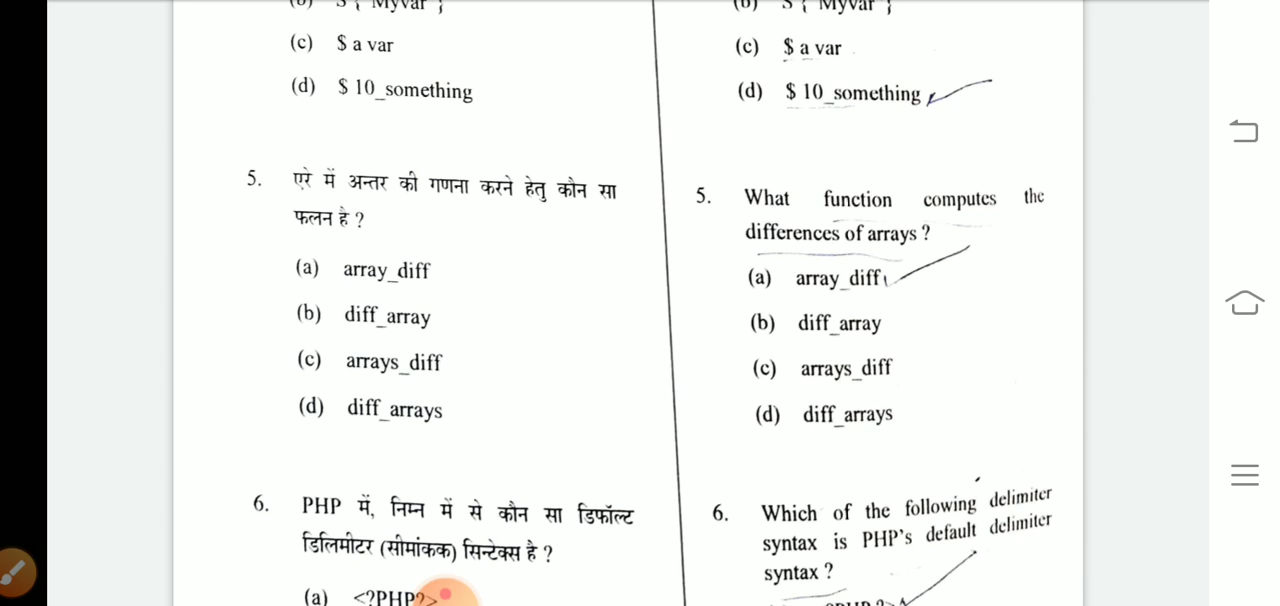 (b) $ { Myvar }
(c) $ a var
(d) $ 10_something
5. एरे में अन्तर की गणना करने हेतु कौन सा
फलन है ?
(a) array_diff
(b) diff_array
(c) arrays_diff
(d) diff_arrays
6. PHP में, निम्न में से कौन सा डिफॉल्ट
डिलिमीटर (सीमांकक) सिन्टेक्स है ?
(a) <?PHP?>
(b) $ { Myvar }
(c) $ a var
(d) $ 10_something
5. What function computes the
differences of arrays ?
(a) array_diff
(b) diff_array
(c) arrays_diff
(d) diff_arrays
6. Which of the following delimiter
syntax is PHP's default delimiter
syntax ?